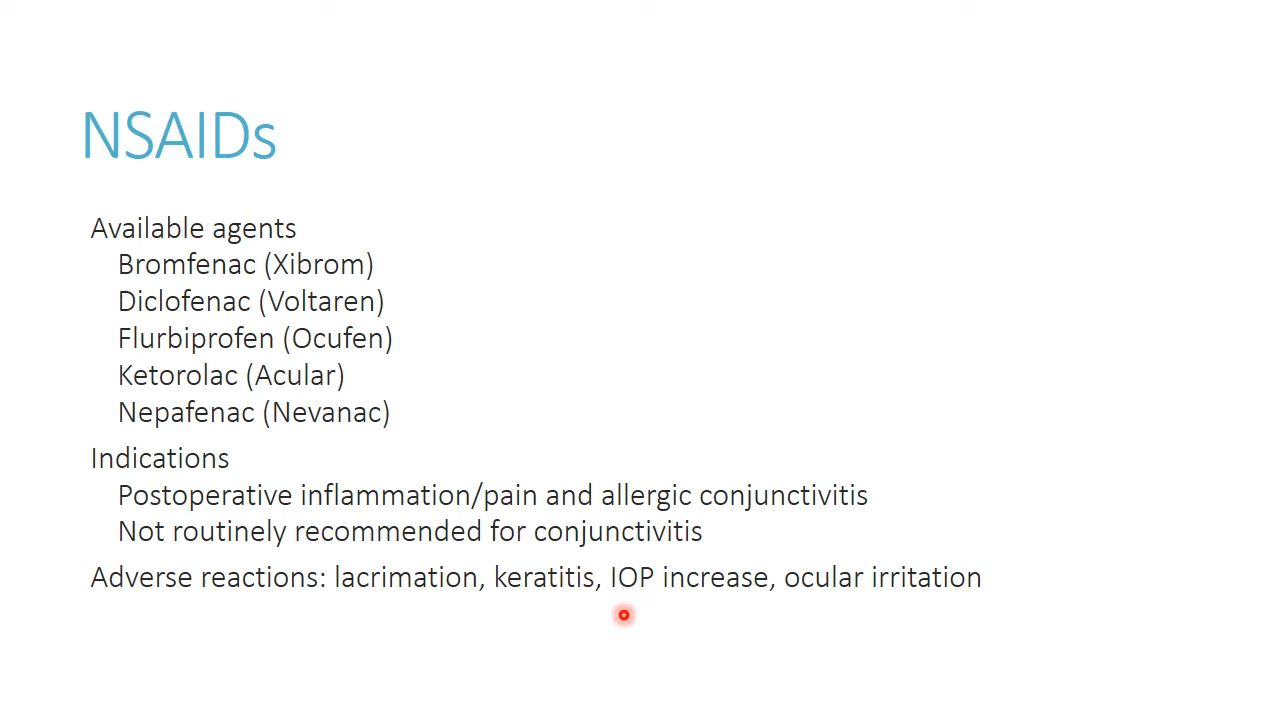 NSAIDs
Available agents
Bromfenac (Xibrom)
Diclofenac (Voltaren)
Flurbiprofen (Ocufen)
Ketorolac (Acular)
Nepafenac (Nevanac)
Indications
Postoperative inflammation/pain and allergic conjunctivitis
Not routinely recommended for conjunctivitis
Adverse reactions: lacrimation, keratitis, IOP increase, ocular irritation